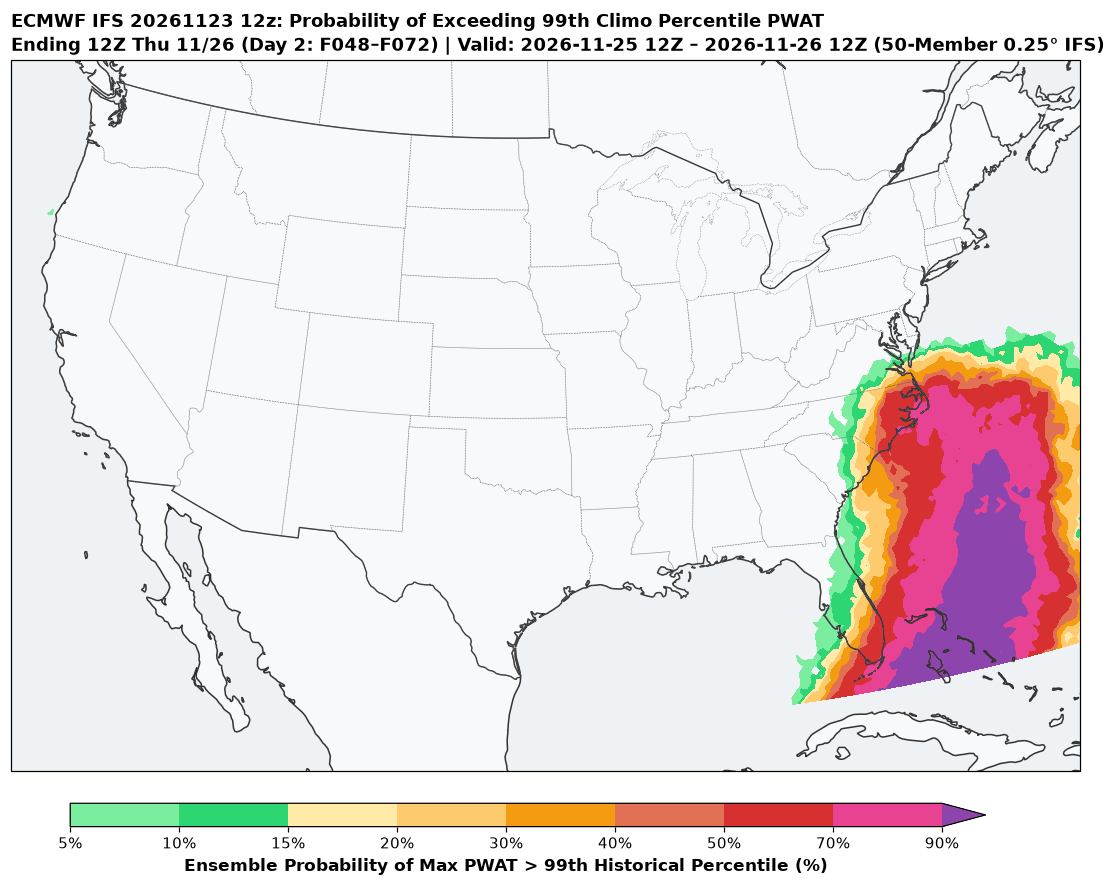 ECMWF IFS 20261123 12z: Probability of Exceeding 99th Climo Percentile PWAT
Ending 12Z Thu 11/26 (Day 2: F048–F072) | Valid: 2026-11-25 12Z – 2026-11-26 12Z (50-Member 0.25° IFS)
5% 10% 15% 20% 30% 40% 50% 70% 90%
Ensemble Probability of Max PWAT > 99th Historical Percentile (%)